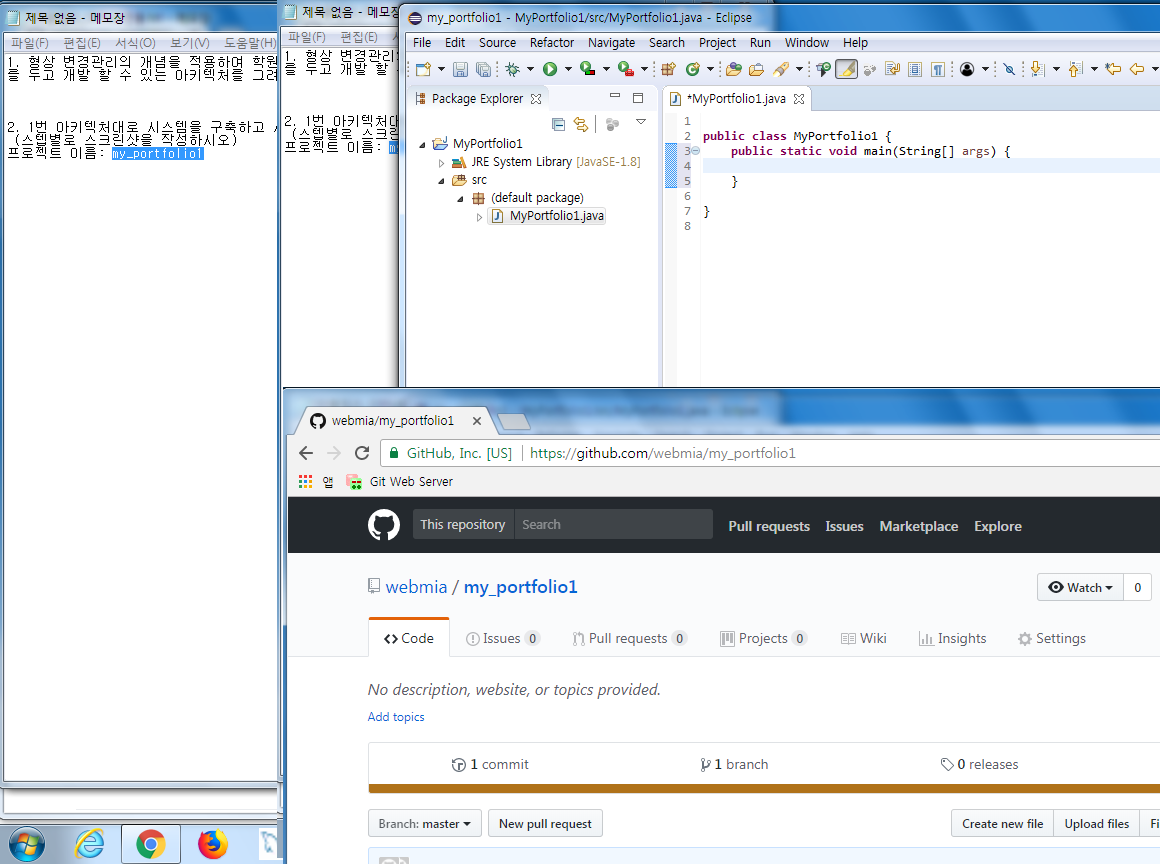 제목 없음 - 메모장
파일(F) 편집(E) 서식(O) 보기(V) 도움말(H)
1. 형상 변경관리의 개념을 적용하며 학원
를 두고 개발 할 수 있는 아키텍처를 그려
2. 1번 아키텍처대로 시스템을 구축하고
(스텝별로 스크린샷을 작성하시오)
프로젝트 이름: my_portfolio1
제목 없음 - 메모장
파일(F) 편집(E)
1. 형상 변경관리
를 두고 개발 할
2. 1번 아키텍처대
(스텝별로 스크린
프로젝트 이름:
my_portfolio1 - MyPortfolio1/src/MyPortfolio1.java - Eclipse
File Edit Source Refactor Navigate Search Project Run Window Help
Package Explorer
MyPortfolio1
JRE System Library [JavaSE-1.8]
src
(default package)
MyPortfolio1.java
*MyPortfolio1.java
1
2 public class MyPortfolio1 {
3 public static void main(String[] args) {
4
5 }
6
7 }
8
webmia/my_portfolio1
GitHub, Inc. [US] https://github.com/webmia/my_portfolio1
앱 Git Web Server
This repository Search Pull requests Issues Marketplace Explore
webmia / my_portfolio1
Watch 0
Code Issues 0 Pull requests 0 Projects 0 Wiki Insights Settings
No description, website, or topics provided.
Add topics
1 commit 1 branch 0 releases
Branch: master New pull request Create new file Upload files